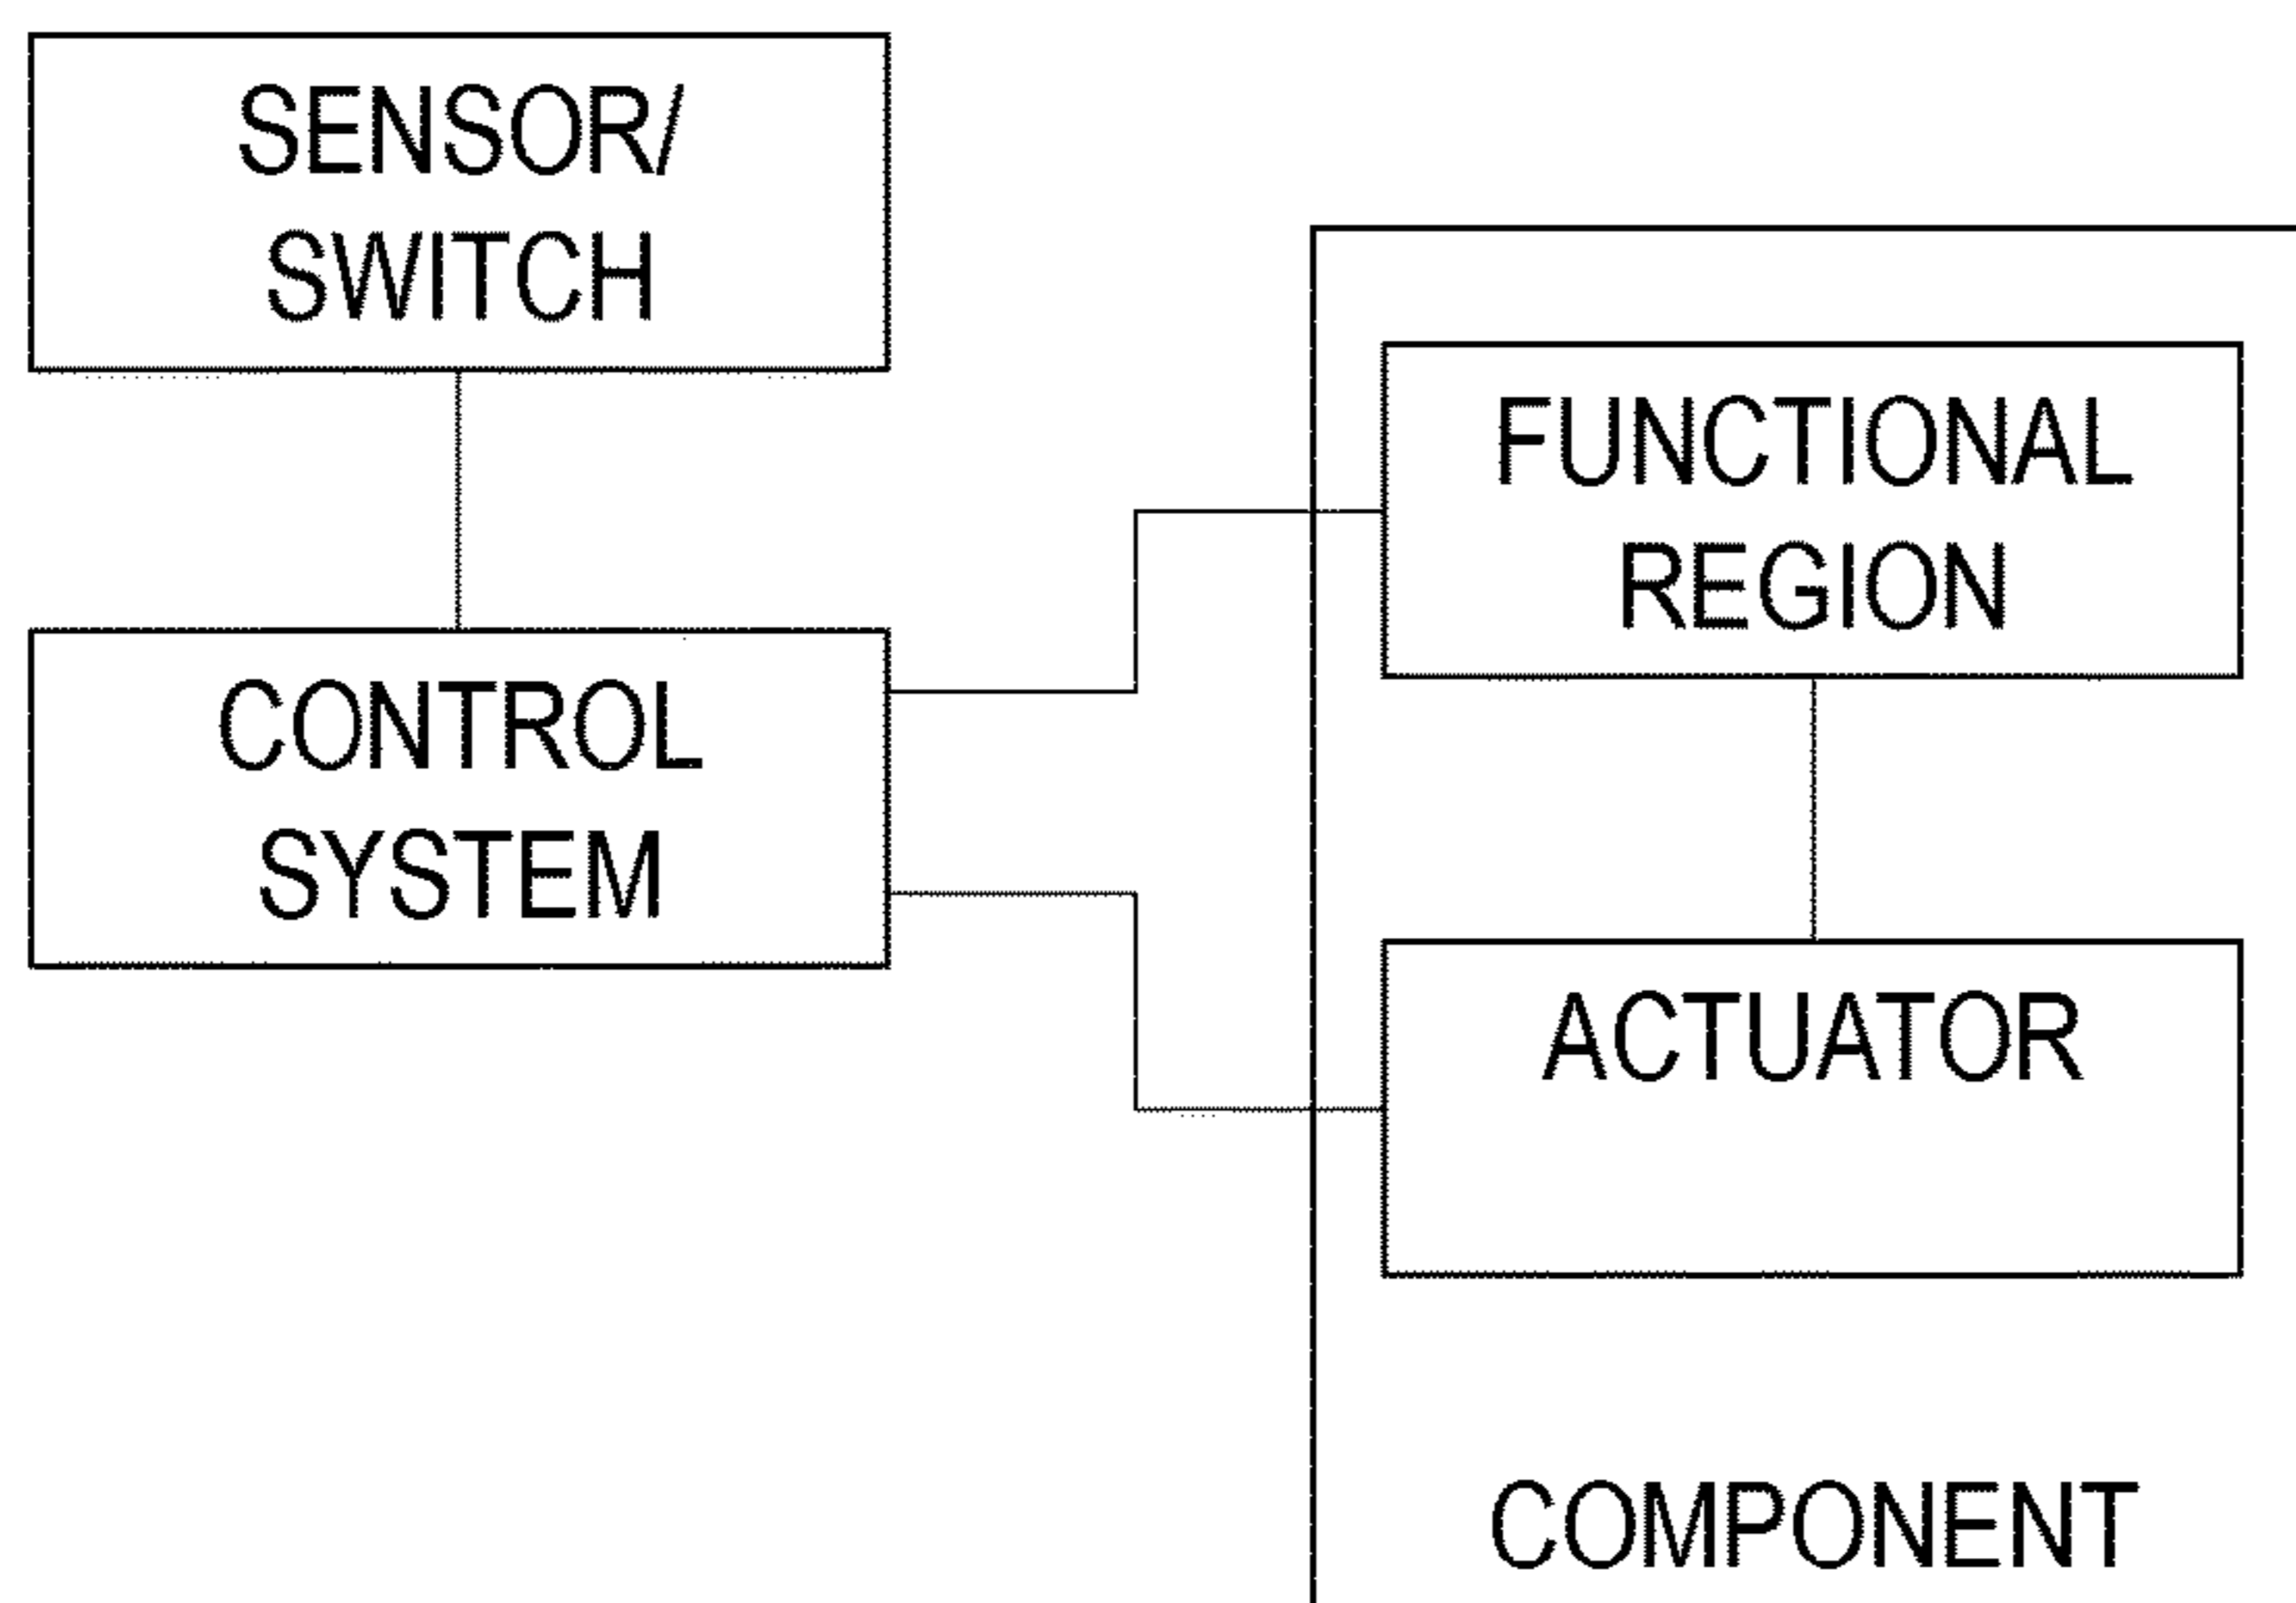 SENSOR/
SWITCH
CONTROL
SYSTEM
FUNCTIONAL
REGION
ACTUATOR
COMPONENT